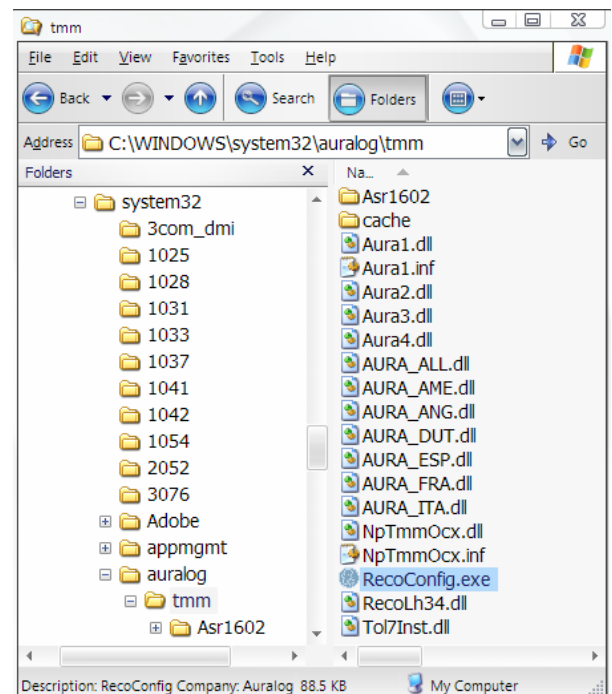 tmm
File Edit View Favorites Tools Help
Back Search Folders
Address C:\WINDOWS\system32\auralog\tmm Go
Folders
system32
3com_dmi
1025
1028
1031
1033
1037
1041
1042
1054
2052
3076
Adobe
appmgmt
auralog
tmm
Asr1602
Na...
Asr1602
cache
Aura1.dll
Aura1.inf
Aura2.dll
Aura3.dll
Aura4.dll
AURA_ALL.dll
AURA_AME.dll
AURA_ANG.dll
AURA_DUT.dll
AURA_ESP.dll
AURA_FRA.dll
AURA_ITA.dll
NpTmmOcx.dll
NpTmmOcx.inf
RecoConfig.exe
RecoLh34.dll
Tol7Inst.dll
Description: RecoConfig Company: Auralog 88.5 KB My Computer